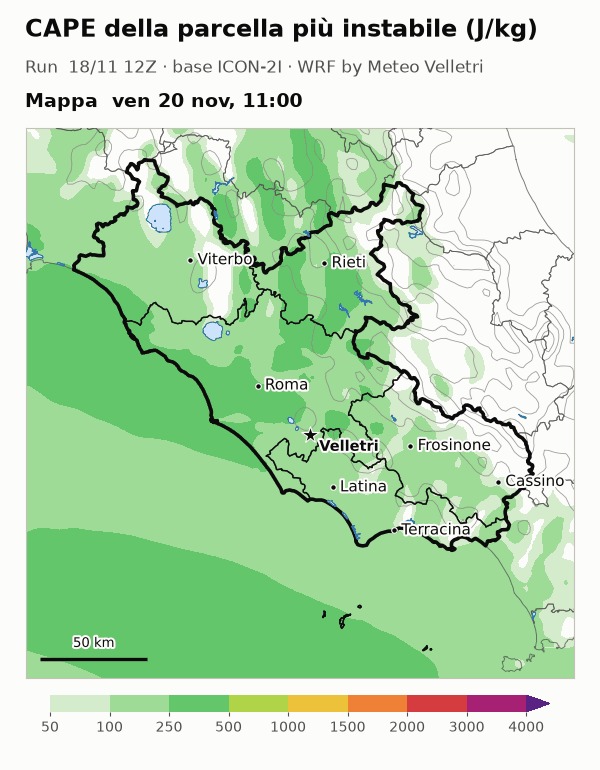 CAPE della parcella più instabile (J/kg)
Run  18/11 12Z · base ICON-2I · WRF by Meteo Velletri
Mappa  ven 20 nov, 11:00
Viterbo
Rieti
Roma
Velletri
Frosinone
Cassino
Latina
Terracina
50 km
50 100 250 500 1000 1500 2000 3000 4000